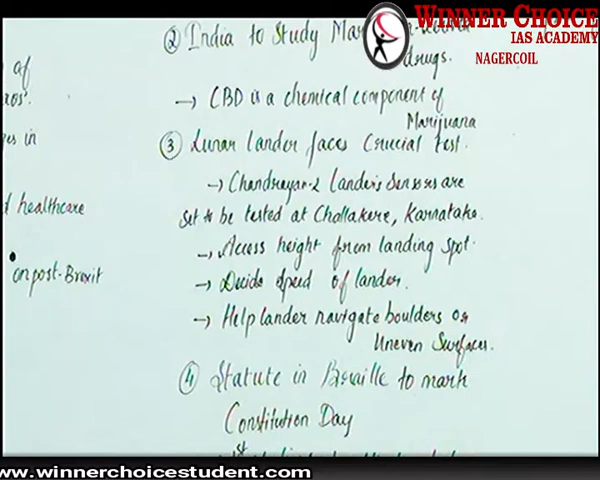 WINNER CHOICE
IAS ACADEMY
NAGERCOIL
② India to Study
drugs.
of
→ CBD is a chemical component of
Marijuana
in
③ Lunar lander faces Crucial test.
→ Chandrayan-2 Lander's Sensors are
healthcare
Set to be tested at Challakere, Karnataka.
→ Access height from landing spot.
on post-Brexit
→ Decide Speed of lander.
→ Help lander navigate boulders or
Uneven Surfaces.
④ Statute in Braille to mark
Constitution Day
www.winnerchoicestudent.com